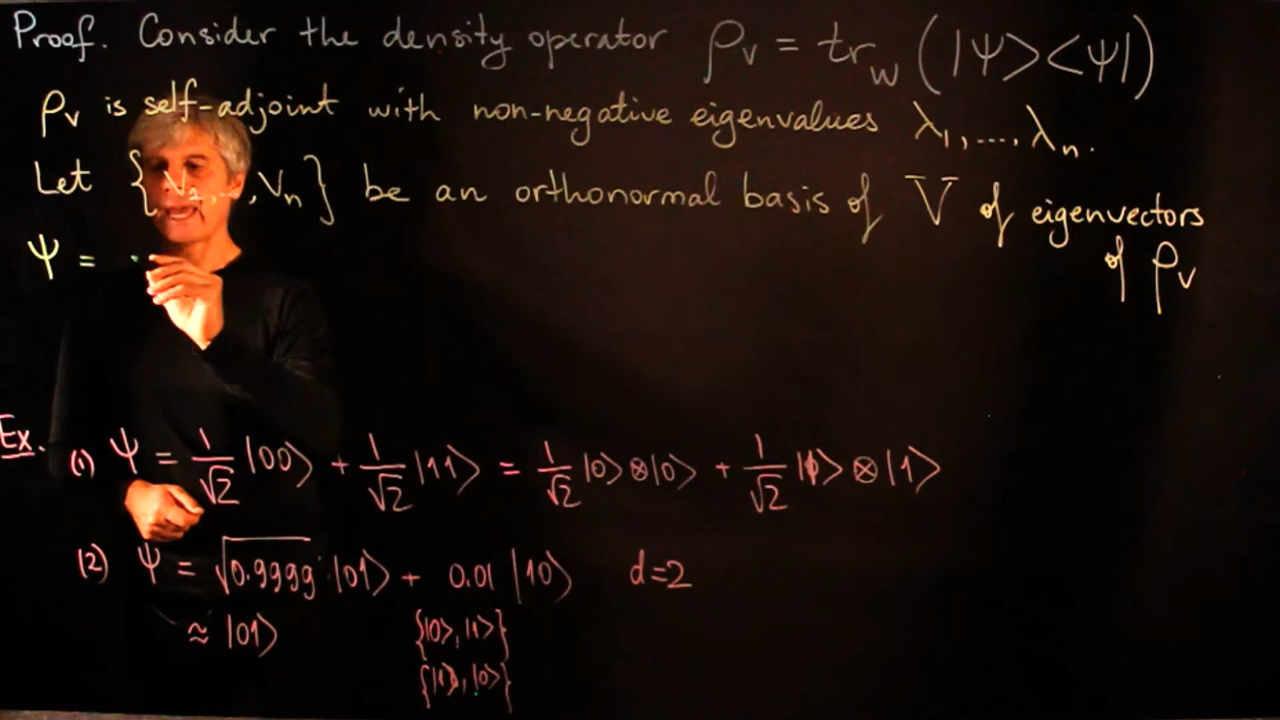 Proof. Consider the density operator ρ_V = tr_W (|Ψ><Ψ|)
ρ_V is self-adjoint with non-negative eigenvalues λ_1,...,λ_n.
Let {v_1,..,v_n} be an orthonormal basis of V of eigenvectors
of ρ_V
Ψ =
Ex. (1) Ψ = 1/√2 |00> + 1/√2 |11> = 1/√2 |0>⊗|0> + 1/√2 |1>⊗|1>
(2) Ψ = √0.9999 |01> + 0.01 |10> d=2
≈ |01> {|0>,|1>}
{|1>,|0>}